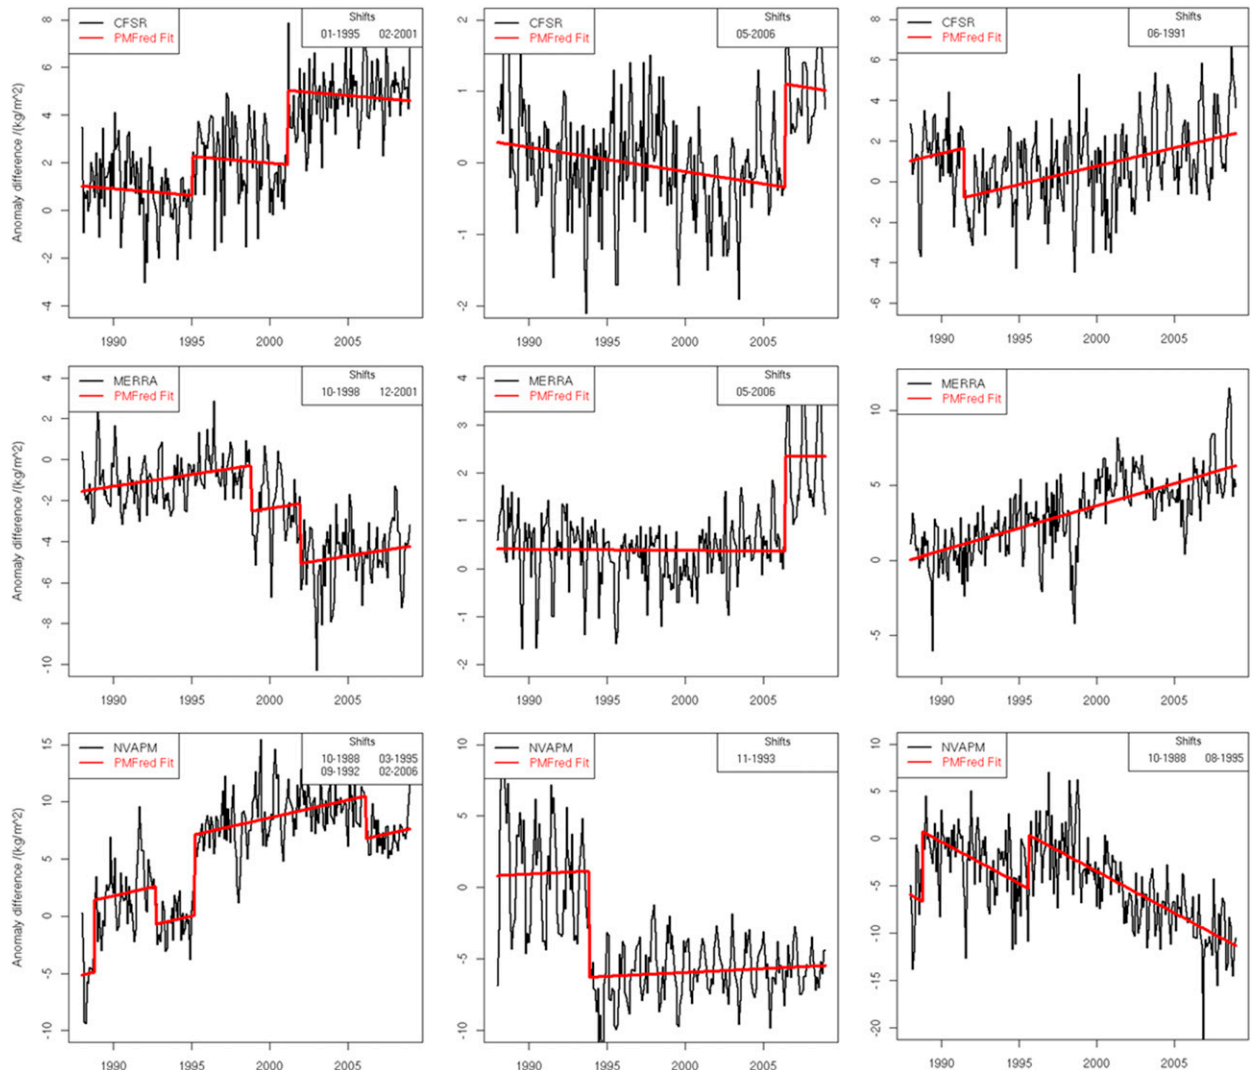 CFSR
PMFred Fit
Shifts
01-1995 02-2001
Anomaly difference /(kg/m^2)
8
6
4
2
0
-2
-4
1990 1995 2000 2005
CFSR
PMFred Fit
Shifts
05-2006
2
1
0
-1
-2
1990 1995 2000 2005
CFSR
PMFred Fit
Shifts
06-1991
8
6
4
2
0
-2
-4
-6
1990 1995 2000 2005
MERRA
PMFred Fit
Shifts
10-1998 12-2001
Anomaly difference /(kg/m^2)
4
2
0
-2
-4
-6
-8
-10
1990 1995 2000 2005
MERRA
PMFred Fit
Shifts
05-2006
4
3
2
1
0
-1
-2
1990 1995 2000 2005
MERRA
PMFred Fit
10
5
0
-5
1990 1995 2000 2005
NVAPM
PMFred Fit
Shifts
10-1988 03-1995
09-1992 02-2006
Anomaly difference /(kg/m^2)
15
10
5
0
-5
-10
1990 1995 2000 2005
NVAPM
PMFred Fit
Shifts
11-1993
10
5
0
-5
-10
1990 1995 2000 2005
NVAPM
PMFred Fit
Shifts
10-1988 08-1995
10
5
0
-5
-10
-15
-20
1990 1995 2000 2005